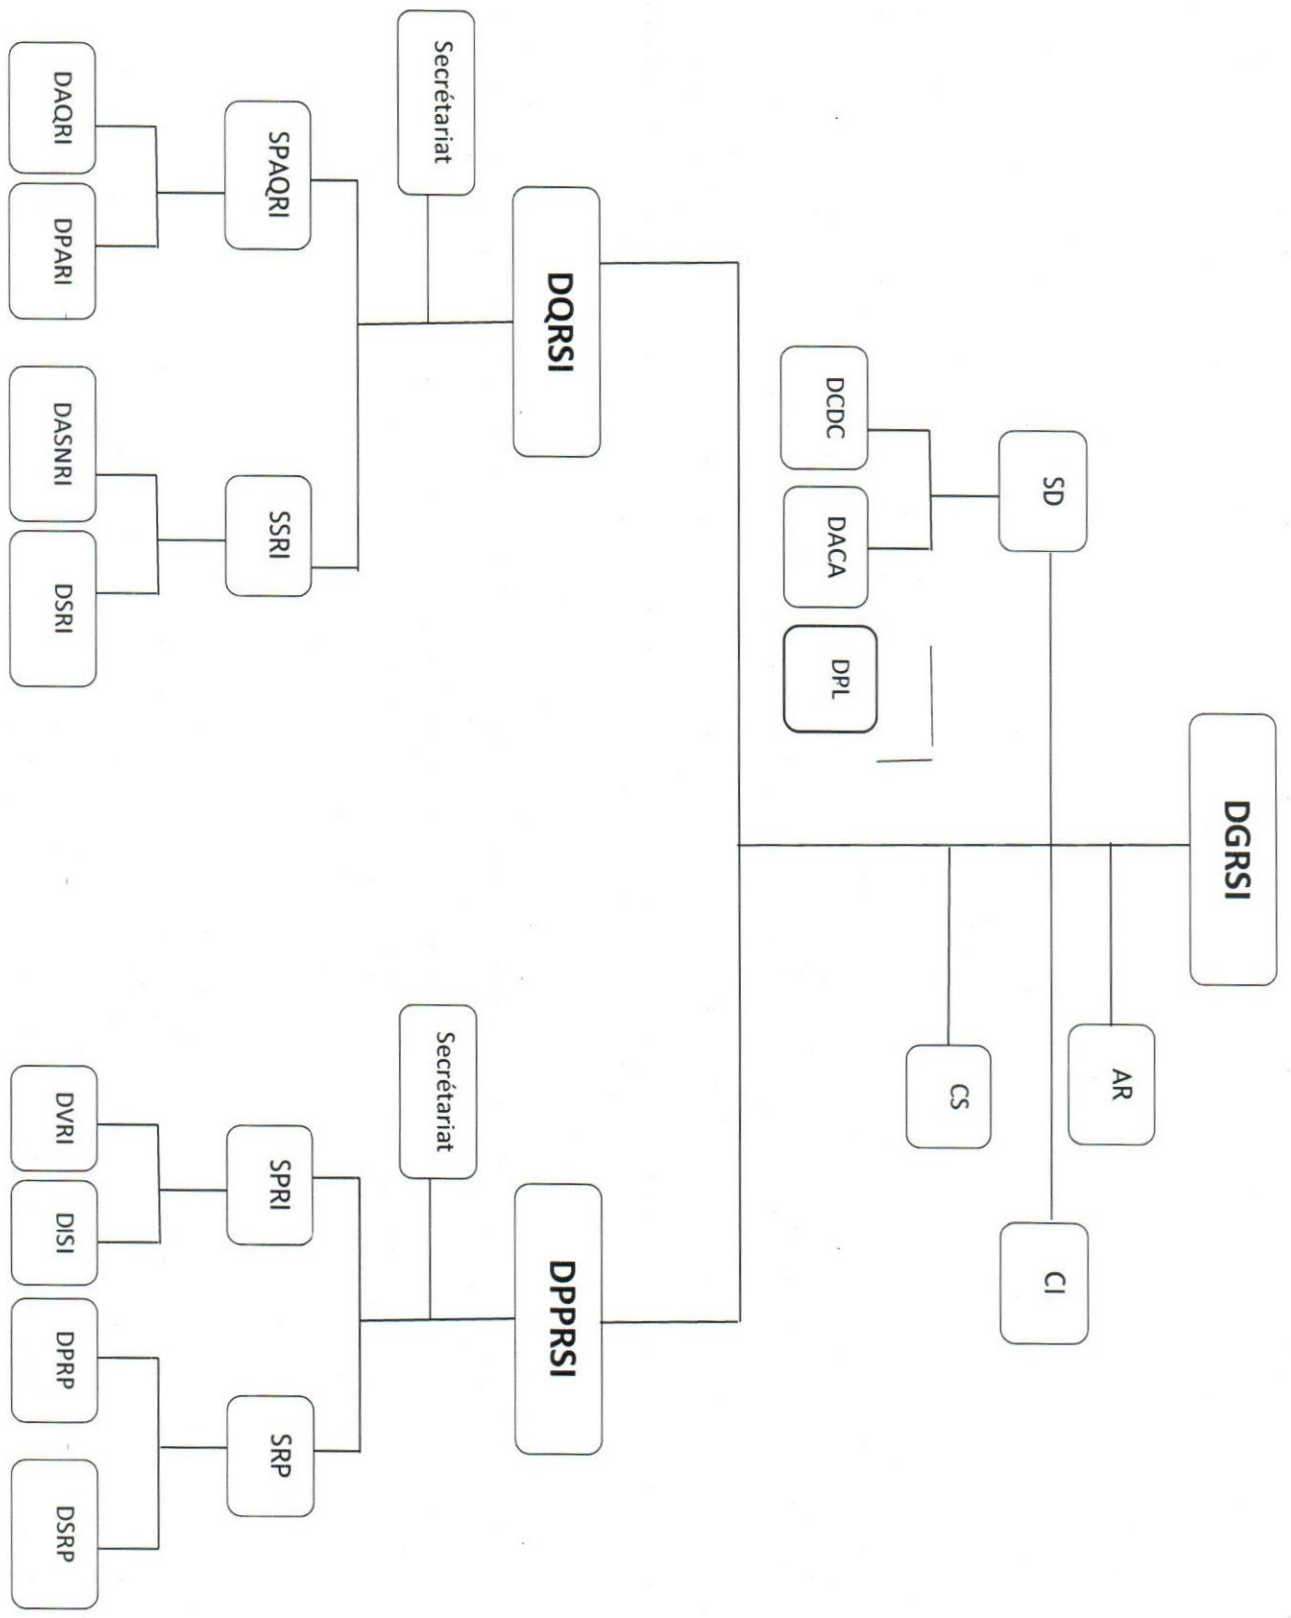 DGRSI
AR
SD
CI
CS
DCDC
DACA
DPL
DQRSI
DPPRSI
Secrétariat
Secrétariat
SPAQRI
SSRI
SPRI
SRP
DAQRI
DPARI
DASNRI
DSRI
DVRI
DISI
DPRP
DSRP